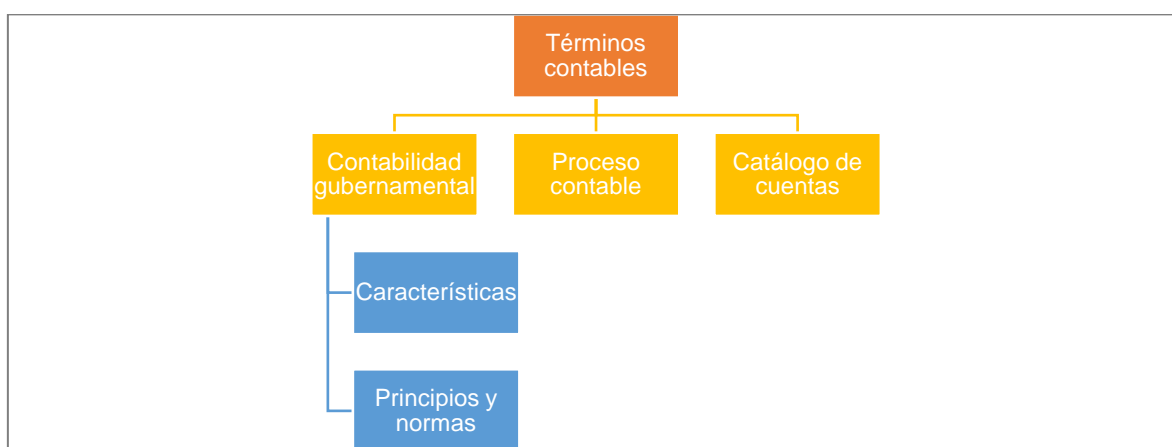 Términos
contables
Contabilidad
gubernamental
Proceso
contable
Catálogo de
cuentas
Características
Principios y
normas